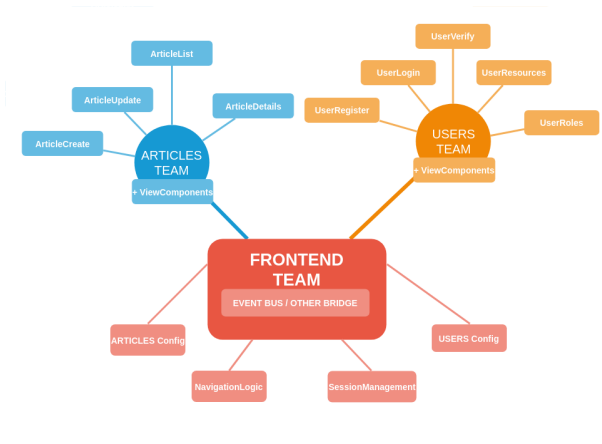 UserVerify
ArticleList
UserLogin
UserResources
ArticleUpdate
ArticleDetails
UserRegister
UserRoles
ArticleCreate
ARTICLES
TEAM
+ ViewComponents
USERS
TEAM
+ ViewComponents
FRONTEND
TEAM
EVENT BUS / OTHER BRIDGE
ARTICLES Config
USERS Config
NavigationLogic
SessionManagement